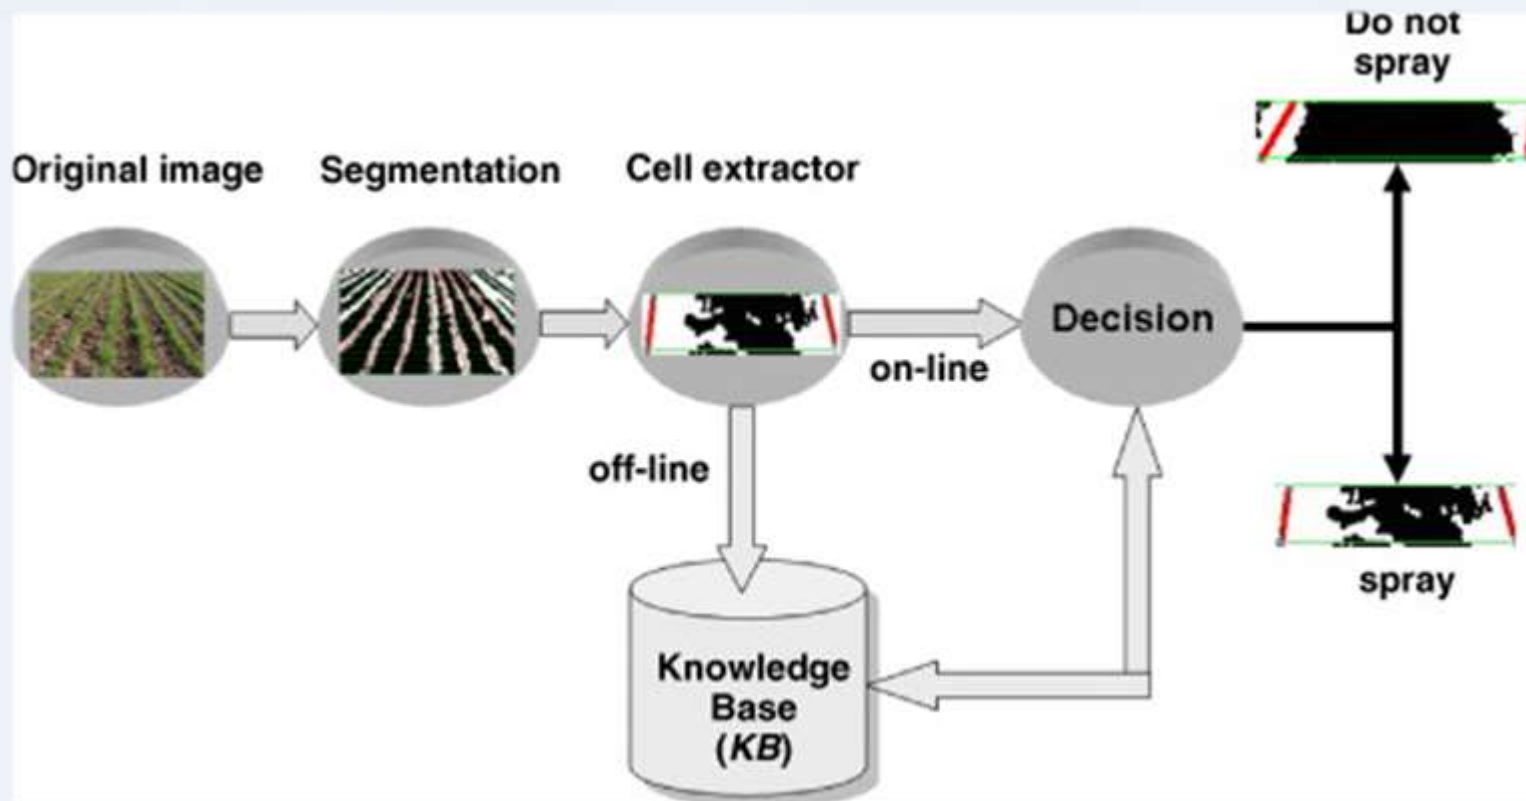 Do not
spray
Original image
Segmentation
Cell extractor
Decision
on-line
off-line
spray
Knowledge
Base
(KB)